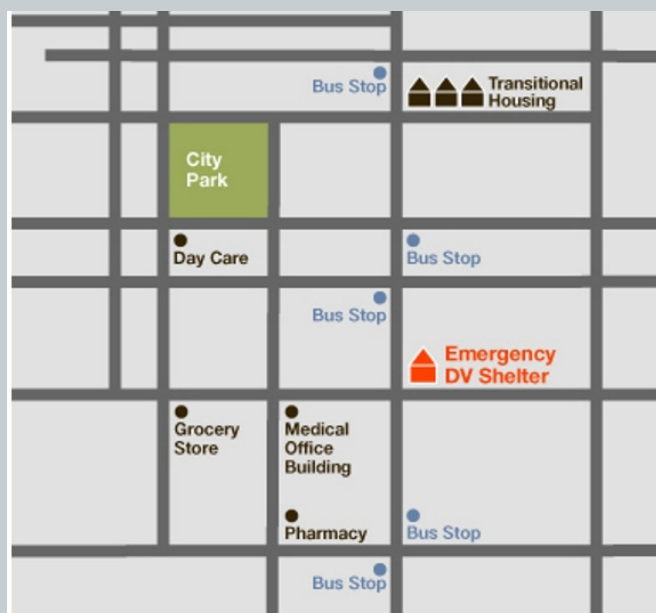 Bus Stop
Transitional
Housing
City
Park
Day Care
Bus Stop
Bus Stop
Emergency
DV Shelter
Grocery
Store
Medical
Office
Building
Pharmacy
Bus Stop
Bus Stop